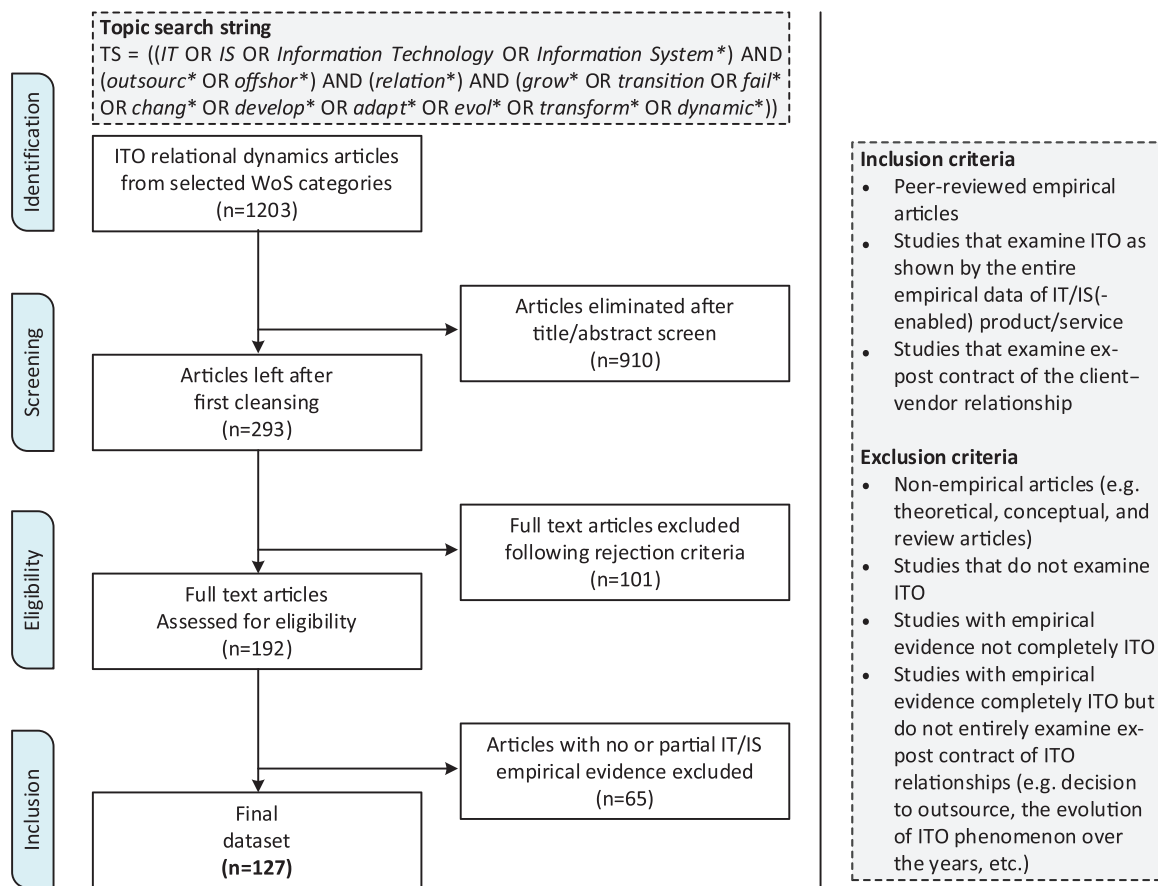 Topic search string
TS = ((IT OR IS OR Information Technology OR Information System*) AND
(outsourc* OR offshor*) AND (relation*) AND (grow* OR transition OR fail*
OR chang* OR develop* OR adapt* OR evol* OR transform* OR dynamic*))
Identification
ITO relational dynamics articles
from selected WoS categories
(n=1203)
Screening
Articles eliminated after
title/abstract screen
(n=910)
Articles left after
first cleansing
(n=293)
Eligibility
Full text articles excluded
following rejection criteria
(n=101)
Full text articles
Assessed for eligibility
(n=192)
Inclusion
Articles with no or partial IT/IS
empirical evidence excluded
(n=65)
Final
dataset
(n=127)
Inclusion criteria
• Peer-reviewed empirical
articles
• Studies that examine ITO as
shown by the entire
empirical data of IT/IS(-
enabled) product/service
• Studies that examine ex-
post contract of the client–
vendor relationship
Exclusion criteria
• Non-empirical articles (e.g.
theoretical, conceptual, and
review articles)
• Studies that do not examine
ITO
• Studies with empirical
evidence not completely ITO
• Studies with empirical
evidence completely ITO but
do not entirely examine ex-
post contract of ITO
relationships (e.g. decision
to outsource, the evolution
of ITO phenomenon over
the years, etc.)